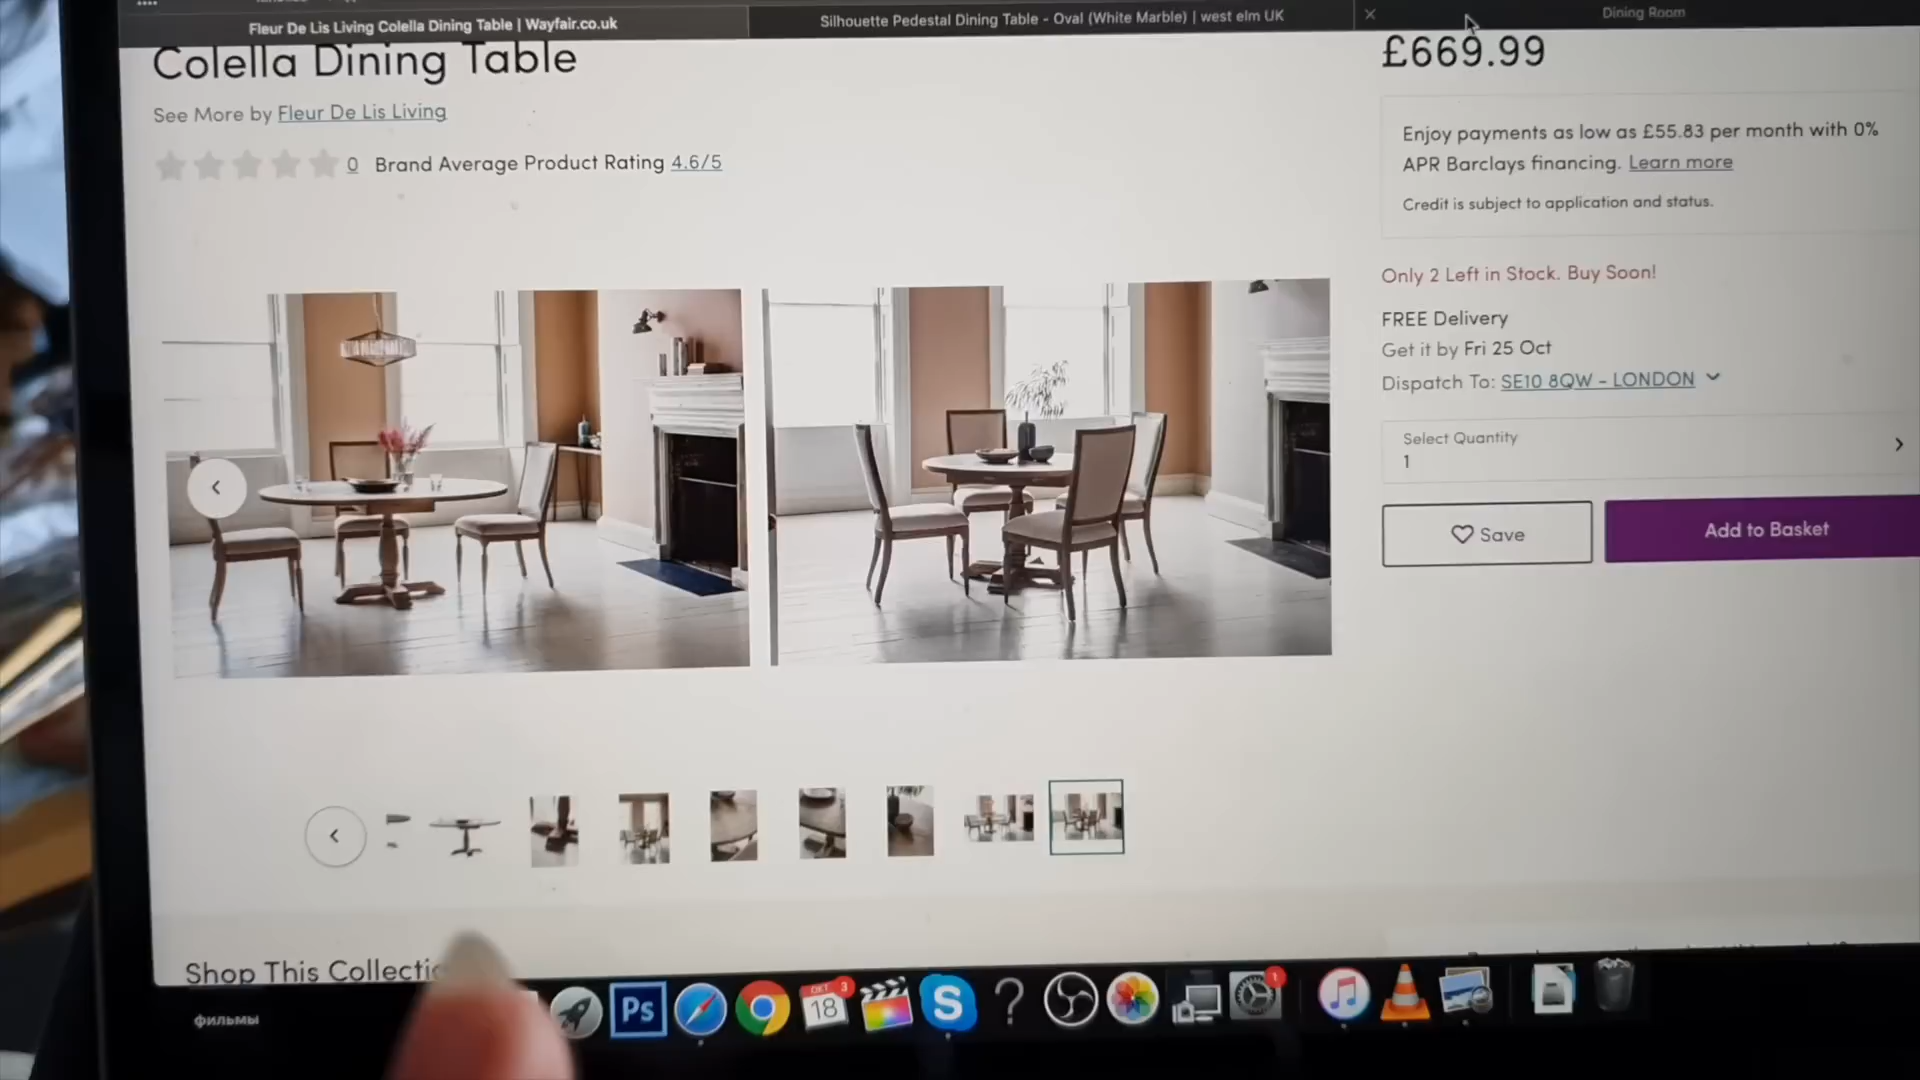 Fleur De Lis Living Colella Dining Table | Wayfair.co.uk
Silhouette Pedestal Dining Table - Oval (White Marble) | west elm UK
Dining Room
Colella Dining Table
£669.99
See More by Fleur De Lis Living
0 Brand Average Product Rating 4.6/5
Enjoy payments as low as £55.83 per month with 0%
APR Barclays financing. Learn more
Credit is subject to application and status.
Only 2 Left in Stock. Buy Soon!
FREE Delivery
Get it by Fri 25 Oct
Dispatch To: SE10 8QW - LONDON
Select Quantity
1
Save
Add to Basket
Shop This Collectio
ОКТ 3
18
Ps
S
?
1
фильмы